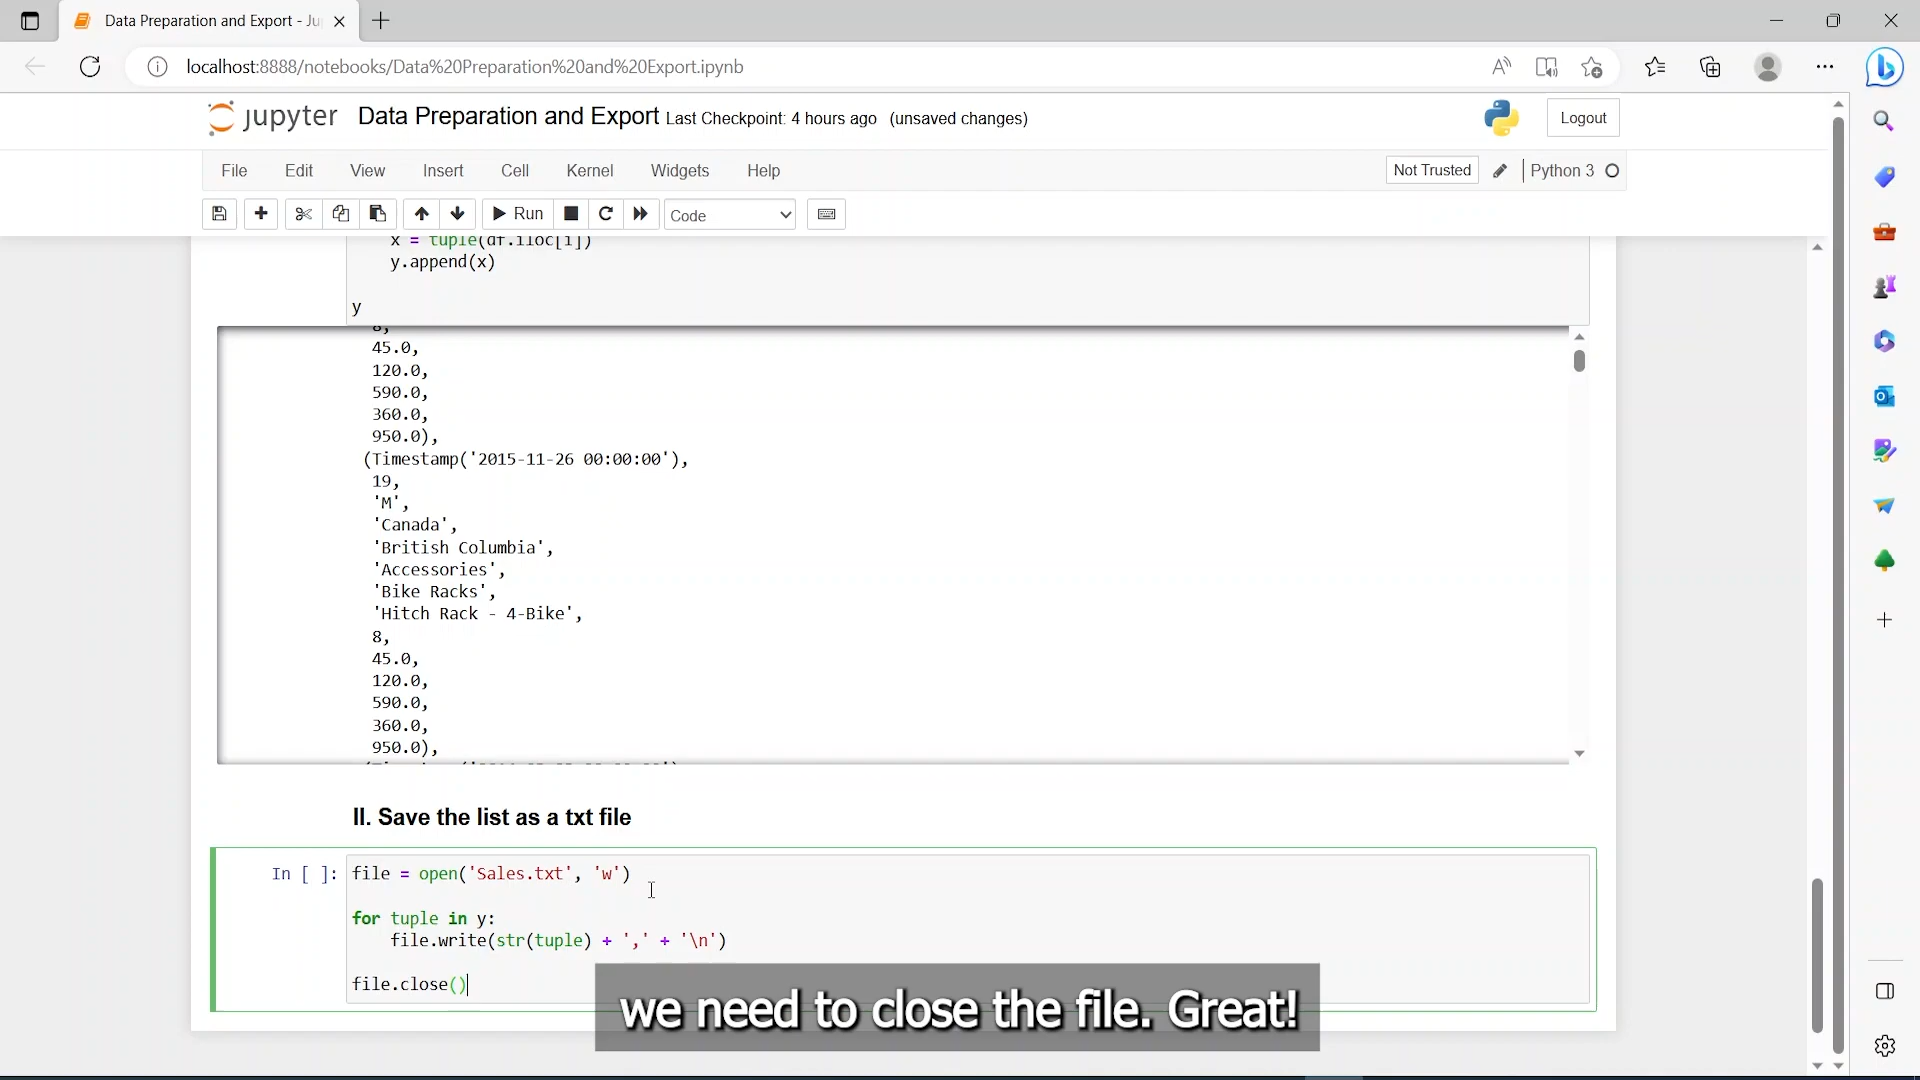 Data Preparation and Export - Ju
localhost:8888/notebooks/Data%20Preparation%20and%20Export.ipynb
jupyter Data Preparation and Export Last Checkpoint: 4 hours ago (unsaved changes)
Logout
File Edit View Insert Cell Kernel Widgets Help
Not Trusted Python 3
Run Code
x = tuple(df.iloc[i])
y.append(x)
y
8,
45.0,
120.0,
590.0,
360.0,
950.0),
(Timestamp('2015-11-26 00:00:00'),
19,
'M',
'Canada',
'British Columbia',
'Accessories',
'Bike Racks',
'Hitch Rack - 4-Bike',
8,
45.0,
120.0,
590.0,
360.0,
950.0),
II. Save the list as a txt file
In [ ]: file = open('Sales.txt', 'w')
for tuple in y:
file.write(str(tuple) + ',' + '\n')
file.close()
we need to close the file. Great!